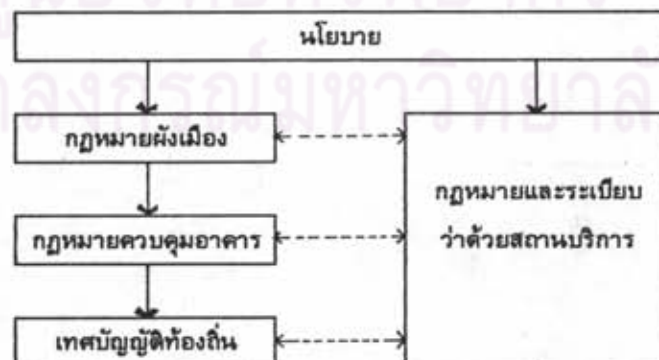 นโยบาย
กฎหมายผังเมือง
กฎหมายและระเบียบ
ว่าด้วยสถานบริการ
กฎหมายควบคุมอาคาร
เทศบัญญัติท้องถิ่น